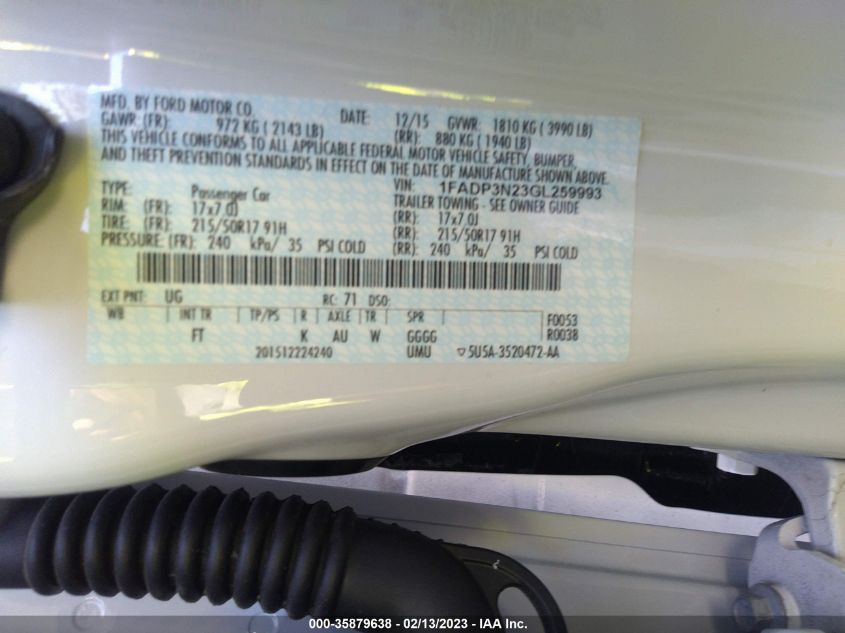 MFD. BY FORD MOTOR CO. DATE: 12/15 GVWR: 1810 KG ( 3990 LB)
GAWR: (FR): 972 KG ( 2143 LB) (RR): 880 KG ( 1940 LB)
THIS VEHICLE CONFORMS TO ALL APPLICABLE FEDERAL MOTOR VEHICLE SAFETY, BUMPER,
AND THEFT PREVENTION STANDARDS IN EFFECT ON THE DATE OF MANUFACTURE SHOWN ABOVE.
VIN: 1FADP3N23GL259993
TYPE: Passenger Car TRAILER TOWING - SEE OWNER GUIDE
RIM: (FR): 17x7.0J (RR): 17x7.0J
TIRE: (FR): 215/50R17 91H (RR): 215/50R17 91H
PRESSURE: (FR): 240 kPa/ 35 PSI COLD (RR): 240 kPa/ 35 PSI COLD
EXT PNT: UG RC: 71 DSO:
WB INT TR TP/PS R AXLE TR SPR F0053
FT K AU W GGGG R0038
201512224240 UMU ▽5U5A-3520472-AA
000-35879638 - 02/13/2023 - IAA Inc.